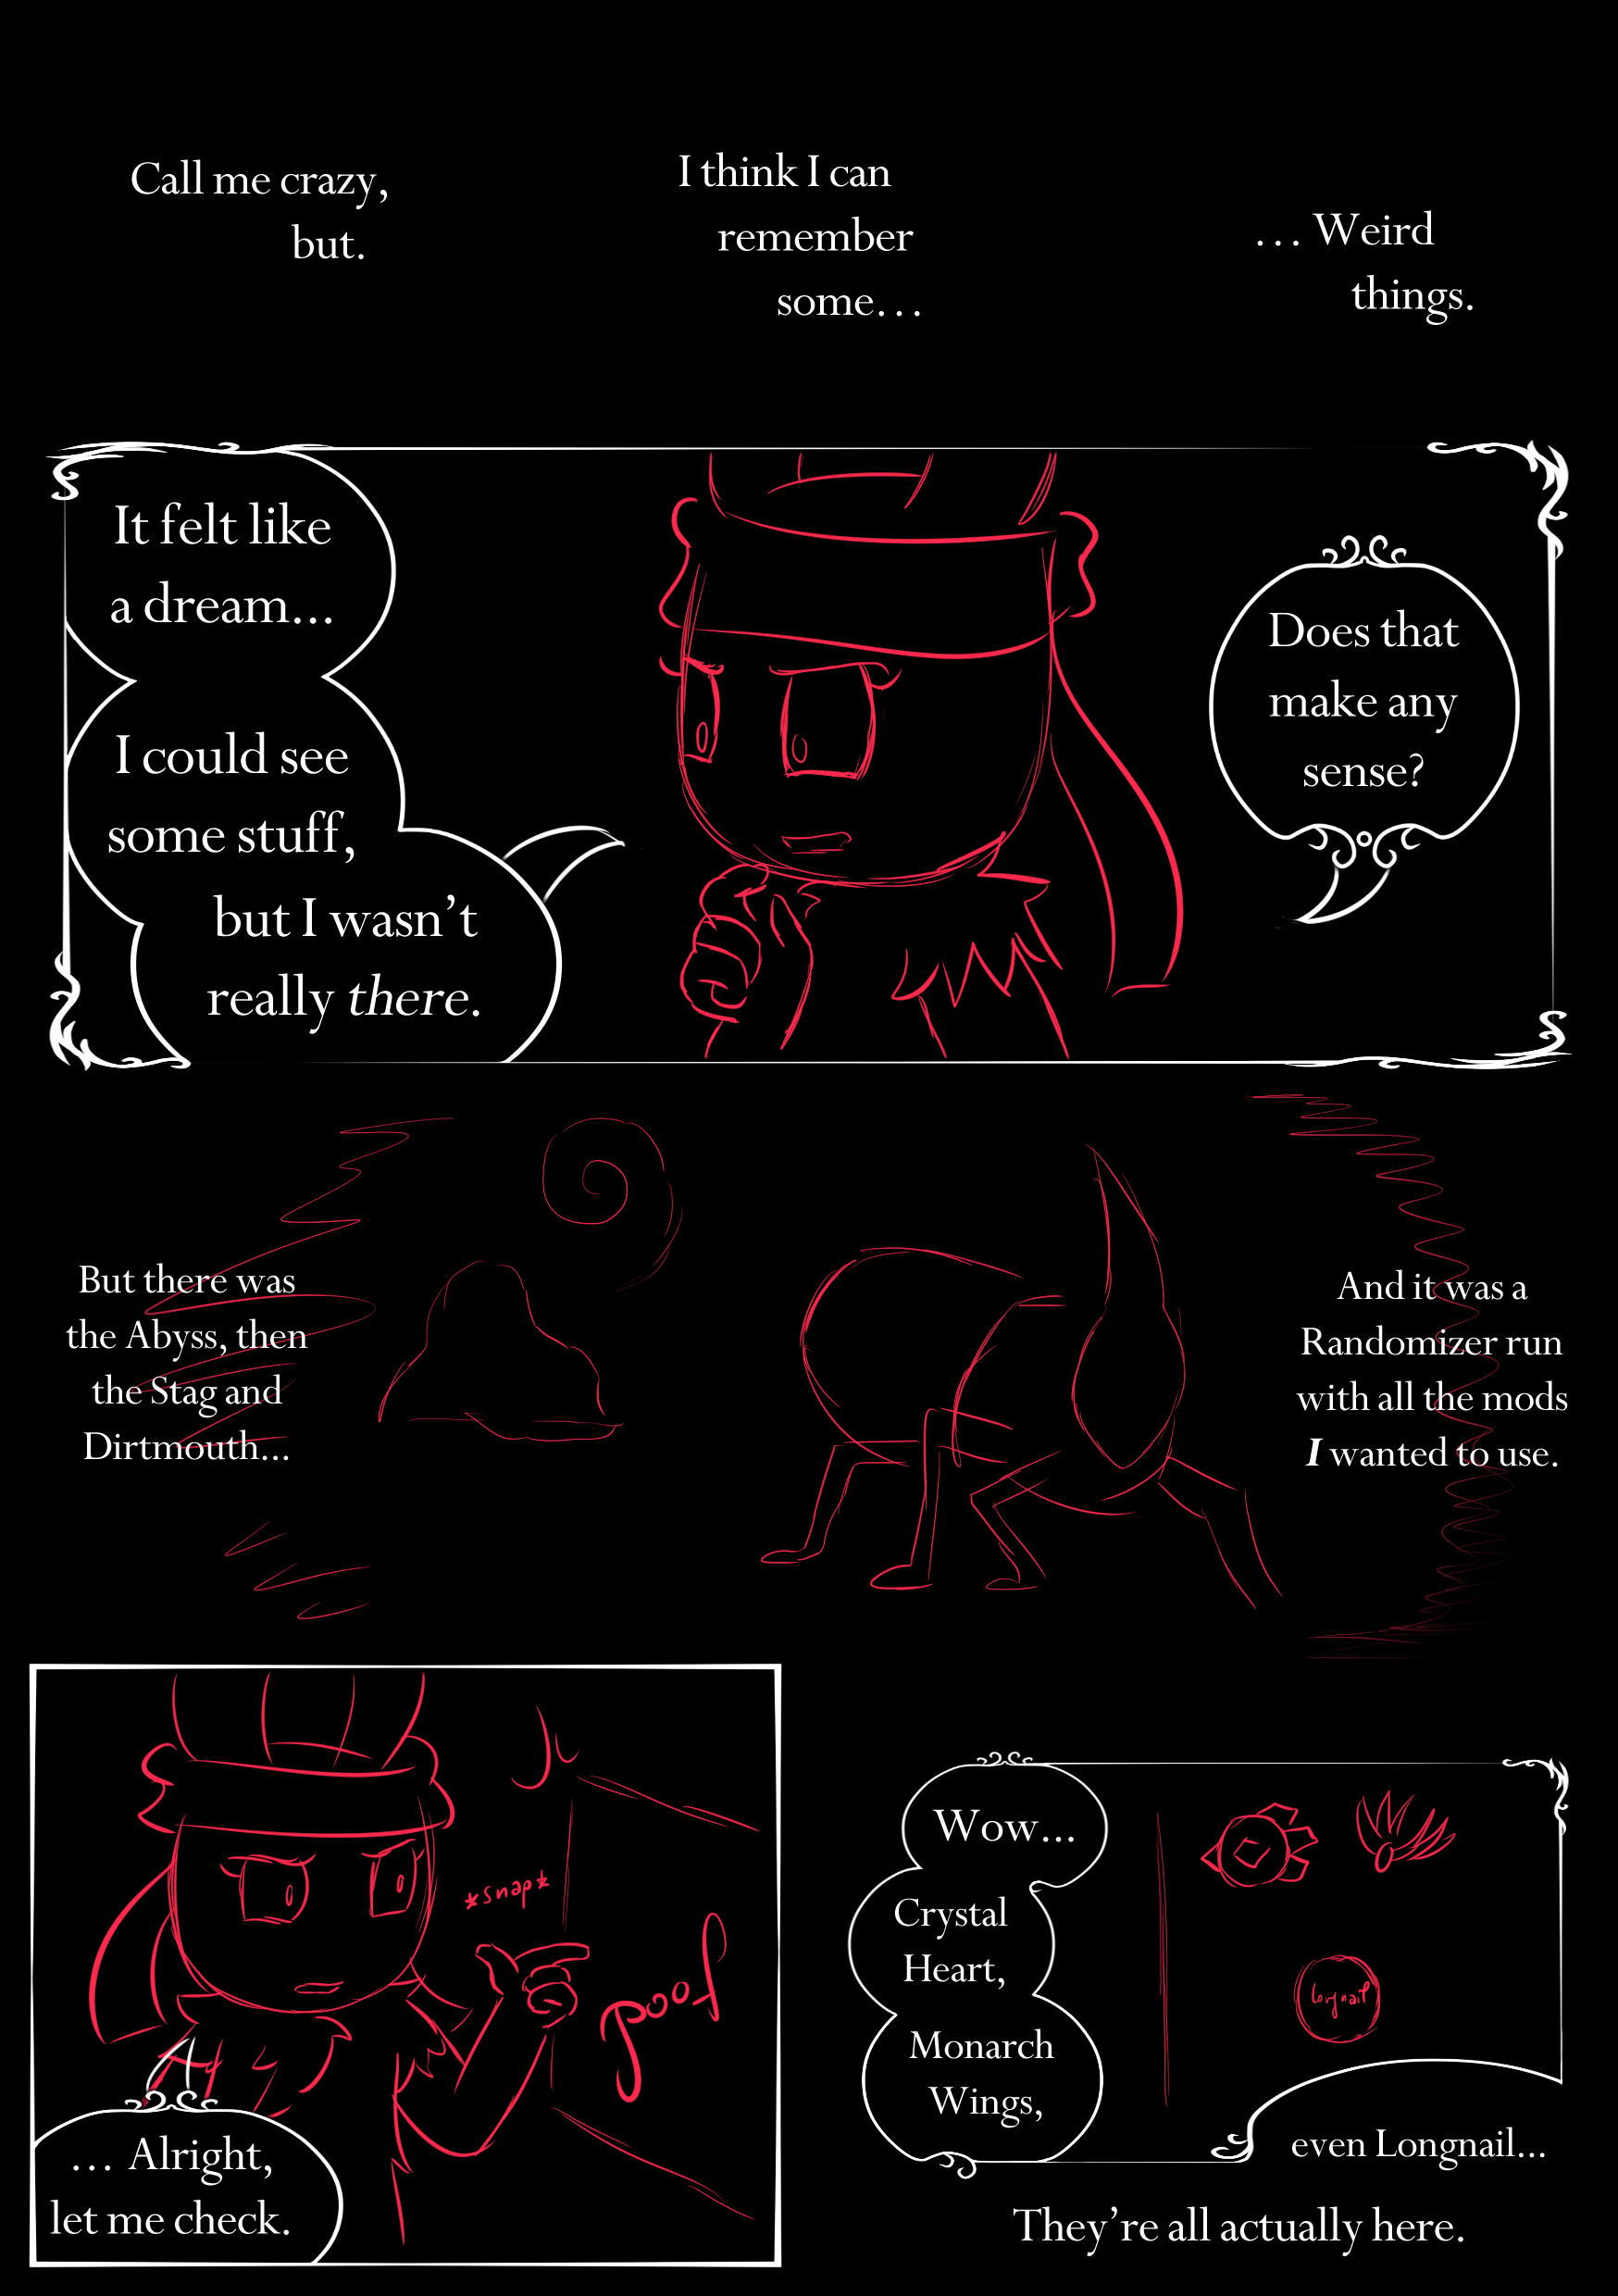 Call me crazy,
but.
I think I can
remember
some...
... Weird
things.
It felt like
a dream...
I could see
some stuff,
but I wasn't
really there.
Does that
make any
sense?
But there was
the Abyss, then
the Stag and
Dirtmouth...
And it was a
Randomizer run
with all the mods
I wanted to use.
*snap*
poof
... Alright,
let me check.
Wow...
Crystal
Heart,
Monarch
Wings,
Longnail
even Longnail...
They're all actually here.